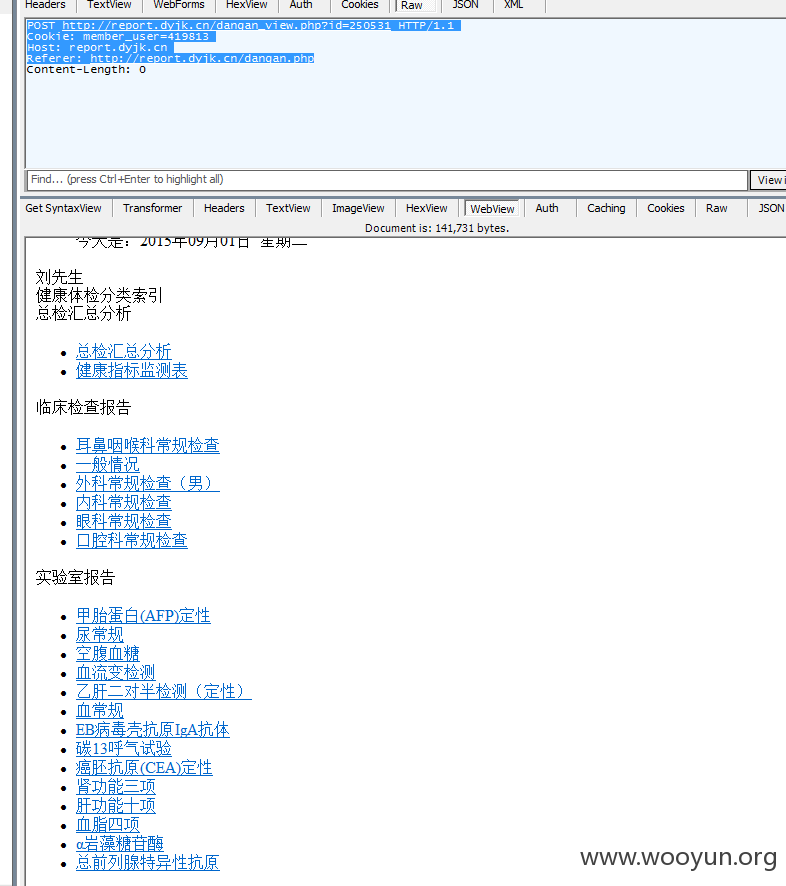 Headers TextView WebForms HexView Auth Cookies Raw JSON XML
POST http://report.dyjk.cn/dangan_view.php?id=250531 HTTP/1.1
Cookie: member_user=419813
Host: report.dyjk.cn
Referer: http://report.dyjk.cn/dangan.php
Content-Length: 0
Find... (press Ctrl+Enter to highlight all) View i
Get SyntaxView Transformer Headers TextView ImageView HexView WebView Auth Caching Cookies Raw JSON
Document is: 141,731 bytes.
今天是：2015年09月01日 星期二
刘先生
健康体检分类索引
总检汇总分析
总检汇总分析
健康指标监测表
临床检查报告
耳鼻咽喉科常规检查
一般情况
外科常规检查（男）
内科常规检查
眼科常规检查
口腔科常规检查
实验室报告
甲胎蛋白(AFP)定性
尿常规
空腹血糖
血流变检测
乙肝二对半检测（定性）
血常规
EB病毒壳抗原IgA抗体
碳13呼气试验
癌胚抗原(CEA)定性
肾功能三项
肝功能十项
血脂四项
α岩藻糖苷酶
总前列腺特异性抗原
www.wooyun.org